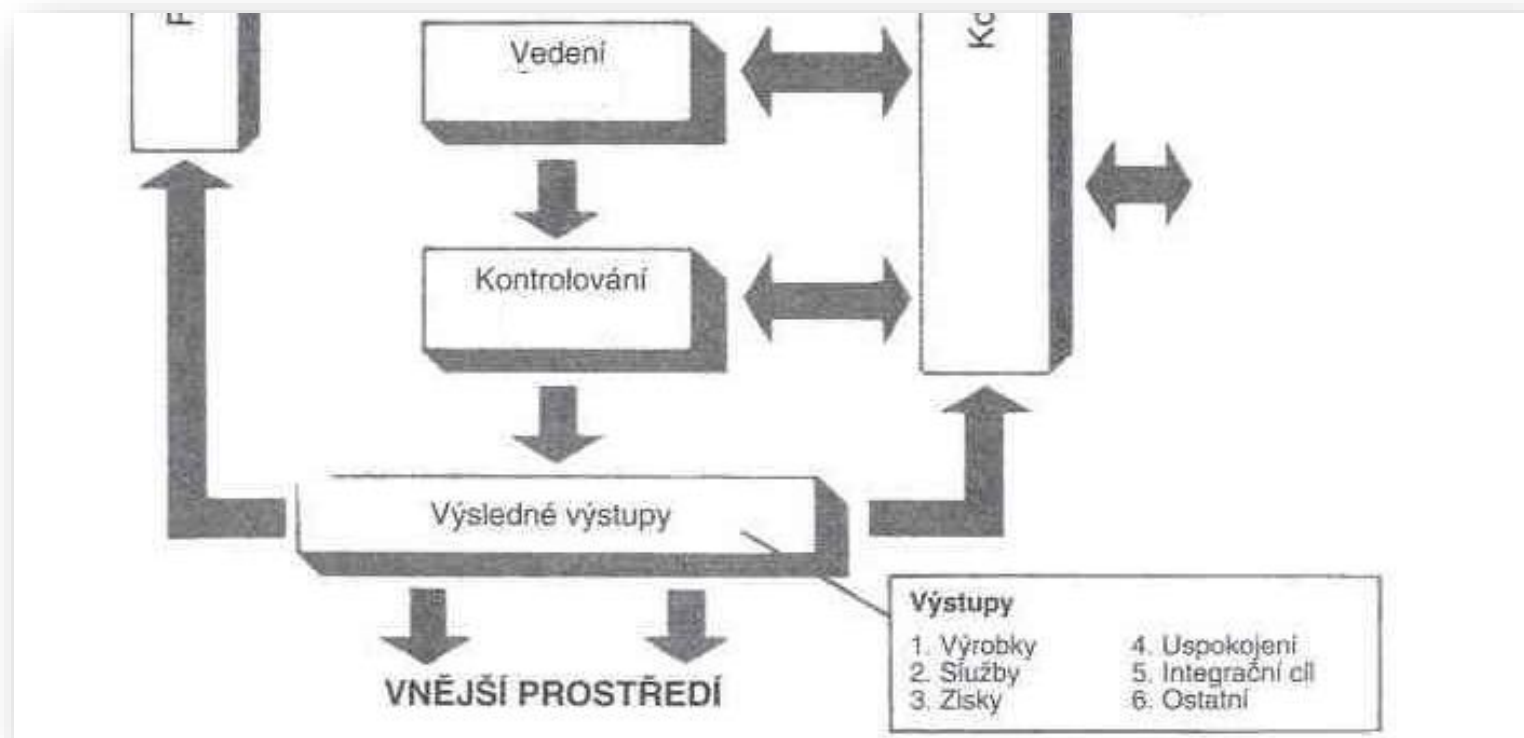 Vedení
Kontrolování
Výsledné výstupy
Výstupy
1. Výrobky
2. Služby
3. Zisky
4. Uspokojení
5. Integrační cíl
6. Ostatní
VNĚJŠÍ PROSTŘEDÍ